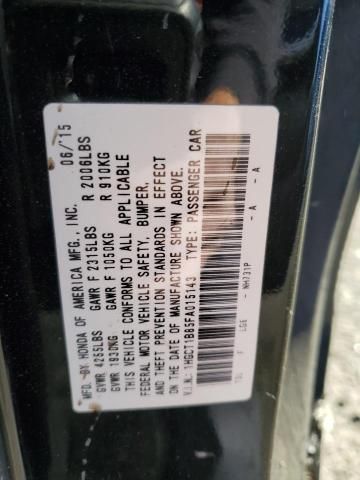 MFD. BY HONDA OF AMERICA MFG., INC. 06/15
GVWR 4255LBS GAWR F 2315LBS R 2006LBS
GVWR 1930KG GAWR F 1050KG R 910KG
THIS VEHICLE CONFORMS TO ALL APPLICABLE
FEDERAL MOTOR VEHICLE SAFETY, BUMPER,
AND THEFT PREVENTION STANDARDS IN EFFECT
ON THE DATE OF MANUFACTURE SHOWN ABOVE.
V.I.N.: 1HGCT1B85FA015143 TYPE: PASSENGER CAR
F LGE NH731P A A